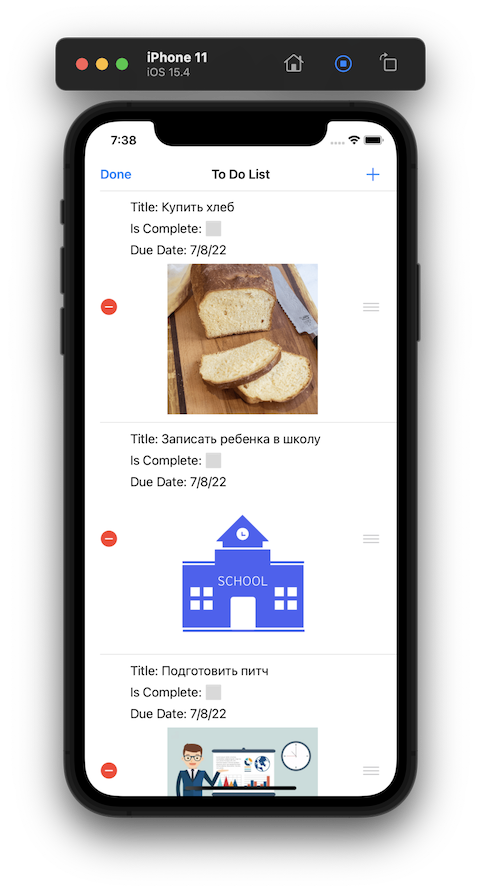 iPhone 11
iOS 15.4
7:38
Done To Do List
Title: Купить хлеб
Is Complete:
Due Date: 7/8/22
Title: Записать ребенка в школу
Is Complete:
Due Date: 7/8/22
SCHOOL
Title: Подготовить питч
Is Complete:
Due Date: 7/8/22